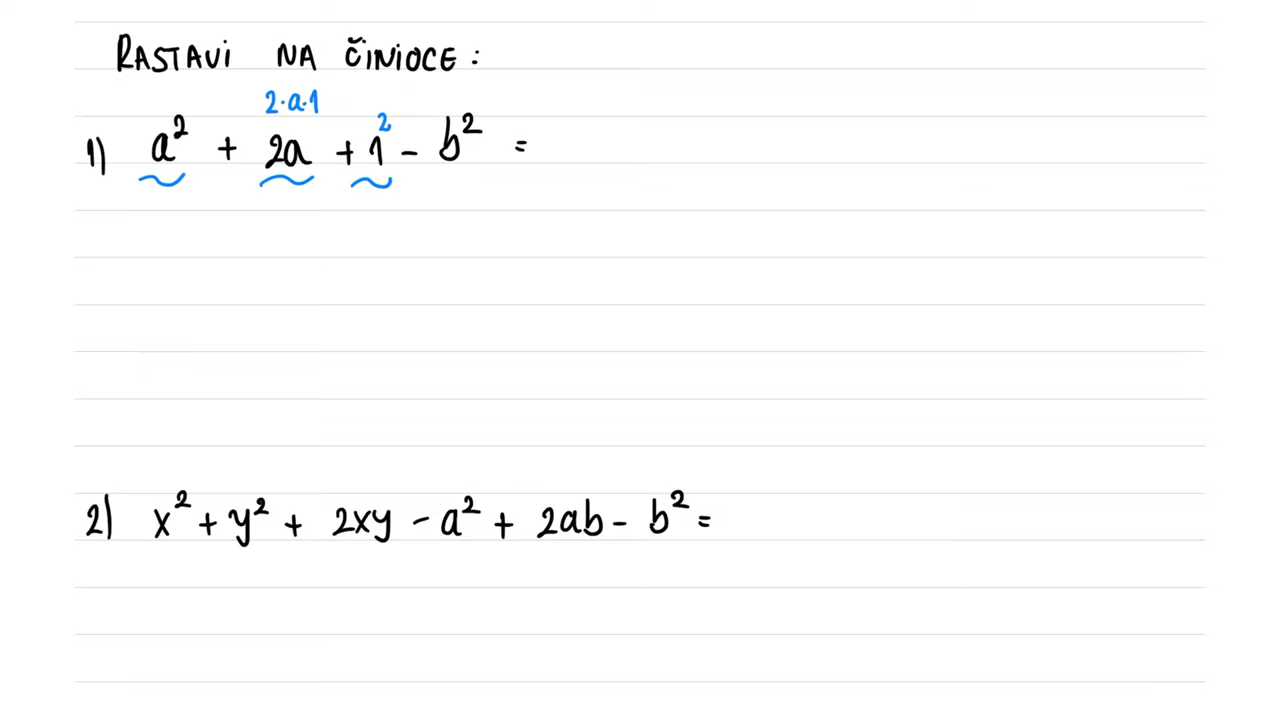 RASTAVI NA ČINIOCE:
2·a·1
1) a² + 2a + 1² - b² =
2) x² + y² + 2xy - a² + 2ab - b² =